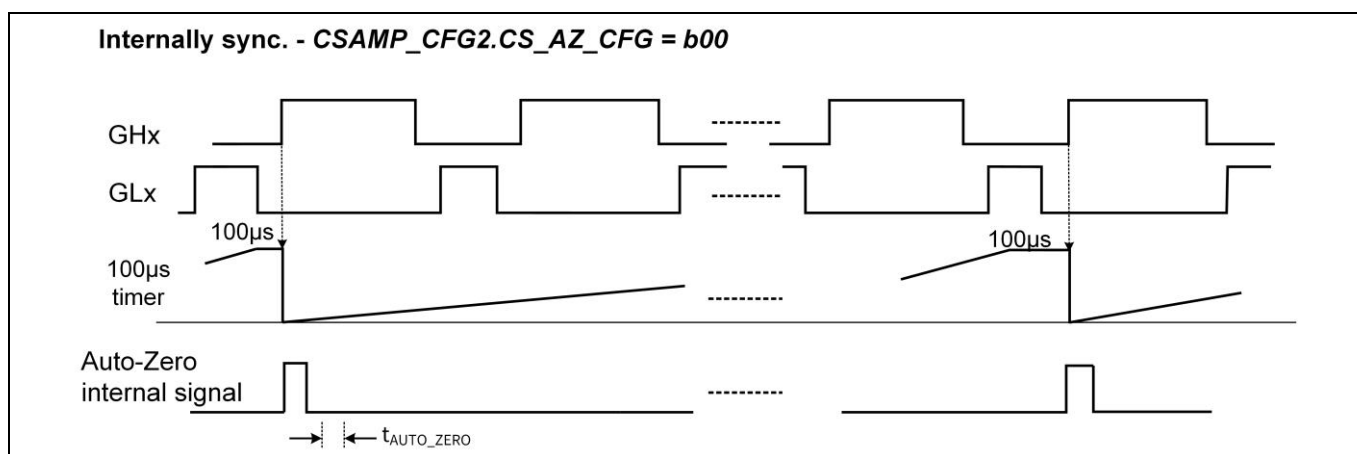 Internally sync. - CSAMP_CFG2.CS_AZ_CFG = b00
GHx
GLx
100µs
100µs
100µs
timer
Auto-Zero
internal signal
tAUTO_ZERO